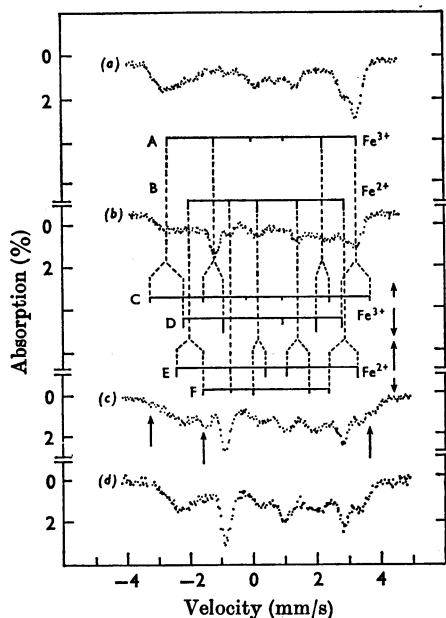 0
(a)
2
A Fe3+
B Fe2+
(b)
0
2
C Fe3+
D
E Fe2+
F
0
(c)
2
0
(d)
2
Absorption (%)
−4 −2 0 2 4
Velocity (mm/s)